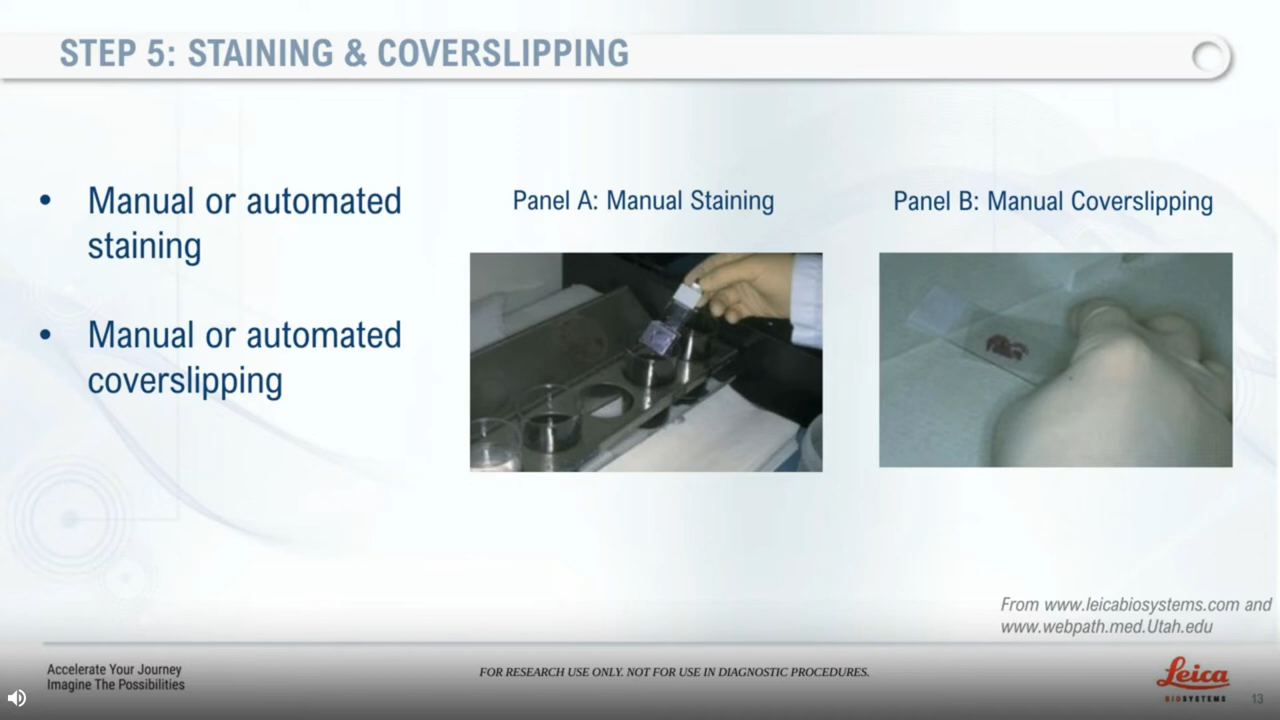 STEP 5: STAINING & COVERSLIPPING
• Manual or automated
staining
• Manual or automated
coverslipping
Panel A: Manual Staining
Panel B: Manual Coverslipping
From www.leicabiosystems.com and
www.webpath.med.Utah.edu
Accelerate Your Journey
Imagine The Possibilities
FOR RESEARCH USE ONLY. NOT FOR USE IN DIAGNOSTIC PROCEDURES.
Leica
BIOSYSTEMS
13